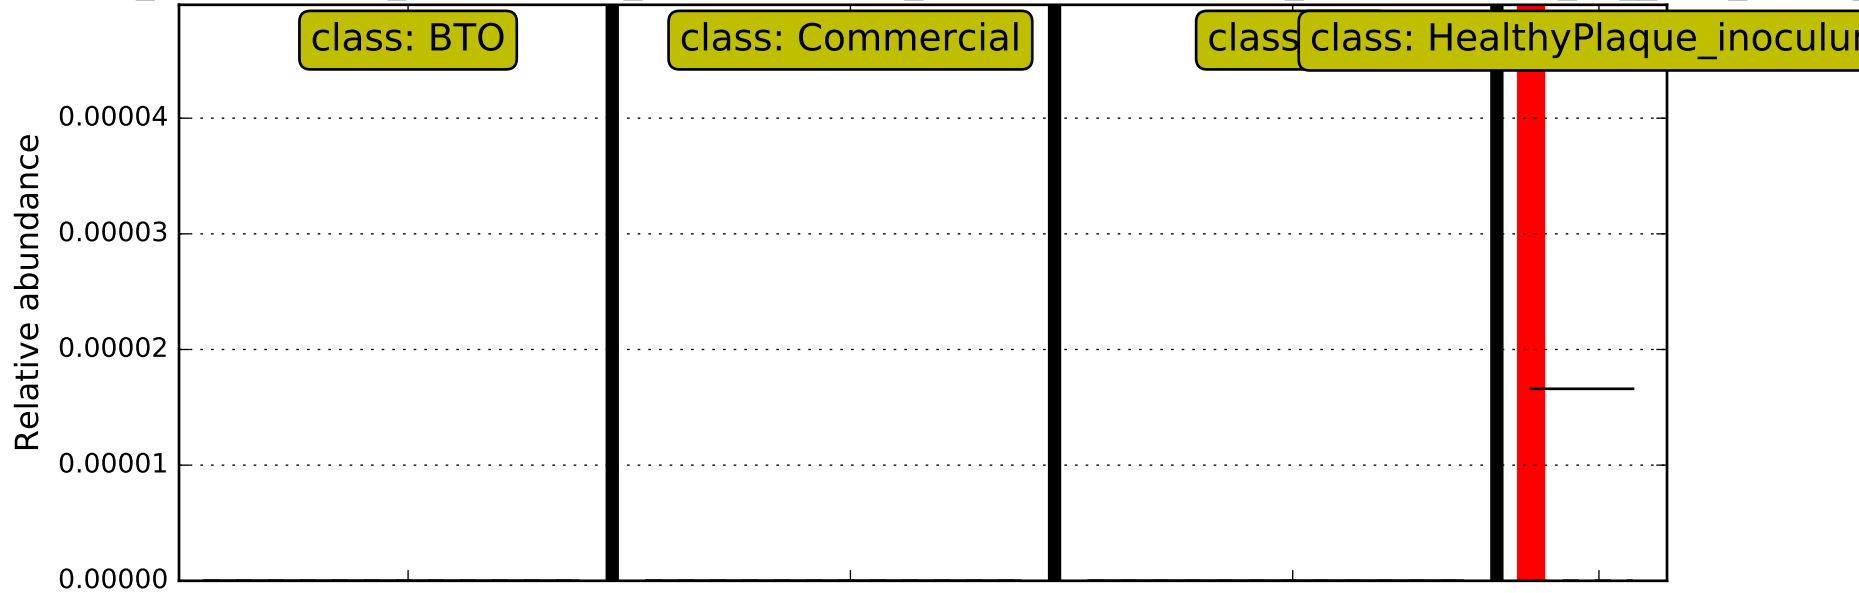 class: BTO
class: Commercial
class
class: HealthyPlaque_inoculu
Relative abundance
0.00004
0.00003
0.00002
0.00001
0.00000